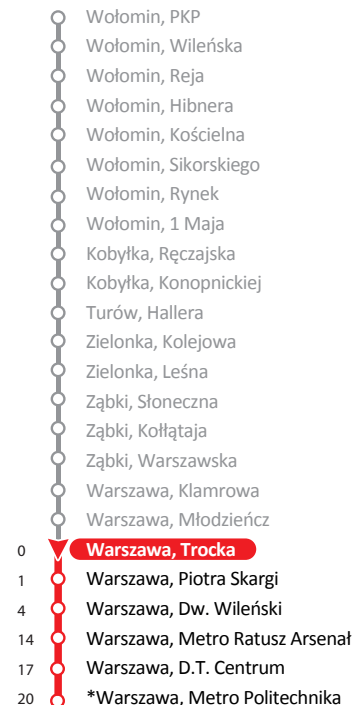 Wołomin, PKP
Wołomin, Wileńska
Wołomin, Reja
Wołomin, Hibnera
Wołomin, Kościelna
Wołomin, Sikorskiego
Wołomin, Rynek
Wołomin, 1 Maja
Kobyłka, Ręczajska
Kobyłka, Konopnickiej
Turów, Hallera
Zielonka, Kolejowa
Zielonka, Leśna
Ząbki, Słoneczna
Ząbki, Kołłątaja
Ząbki, Warszawska
Warszawa, Klamrowa
Warszawa, Młodzieńcz
0 Warszawa, Trocka
1 Warszawa, Piotra Skargi
4 Warszawa, Dw. Wileński
14 Warszawa, Metro Ratusz Arsenał
17 Warszawa, D.T. Centrum
20 *Warszawa, Metro Politechnika